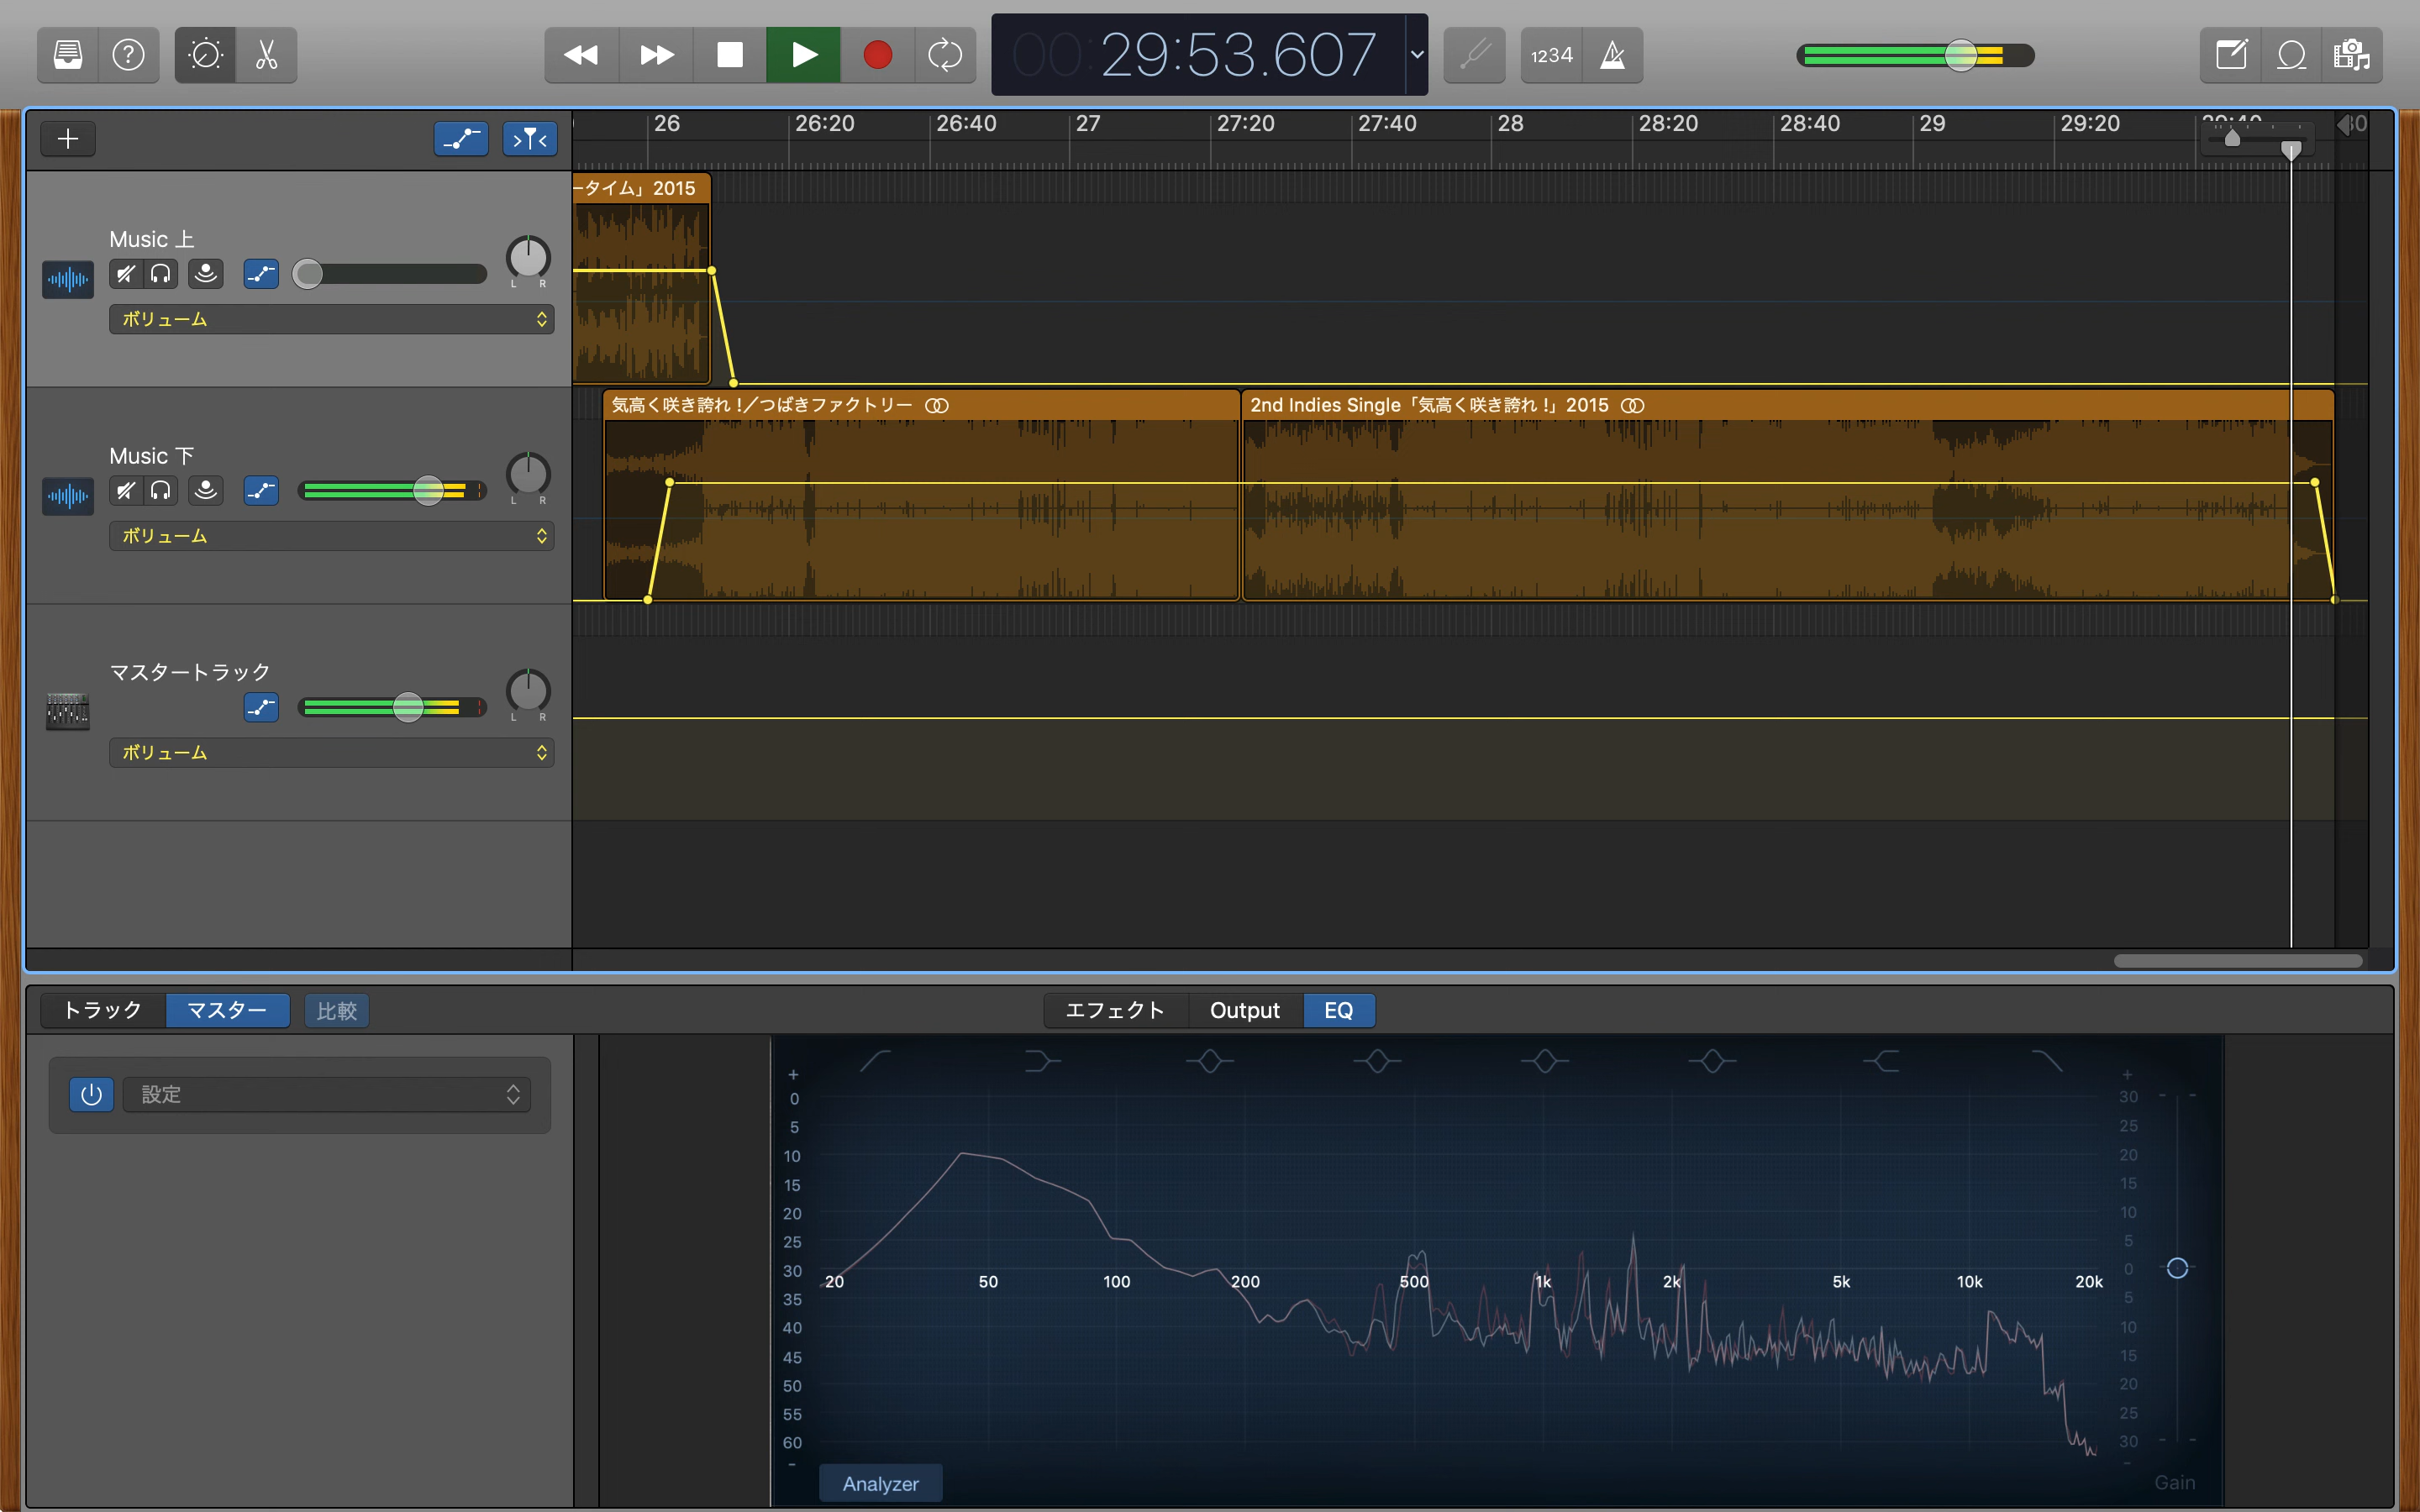 00:29:53.607
1234
26 26:20 26:40 27 27:20 27:40 28 28:20 28:40 29 29:20 29:40 30
ータイム」2015
Music 上
L R
ボリューム
気高く咲き誇れ！／つばきファクトリー
2nd Indies Single「気高く咲き誇れ！」2015
Music 下
L R
ボリューム
マスタートラック
L R
ボリューム
トラック マスター 比較
エフェクト Output EQ
設定
+ 0 5 10 15 20 25 30 35 40 45 50 55 60 -
20 50 100 200 500 1k 2k 5k 10k 20k
+ 30 25 20 15 10 5 0 5 10 15 20 25 30 -
Analyzer
Gain